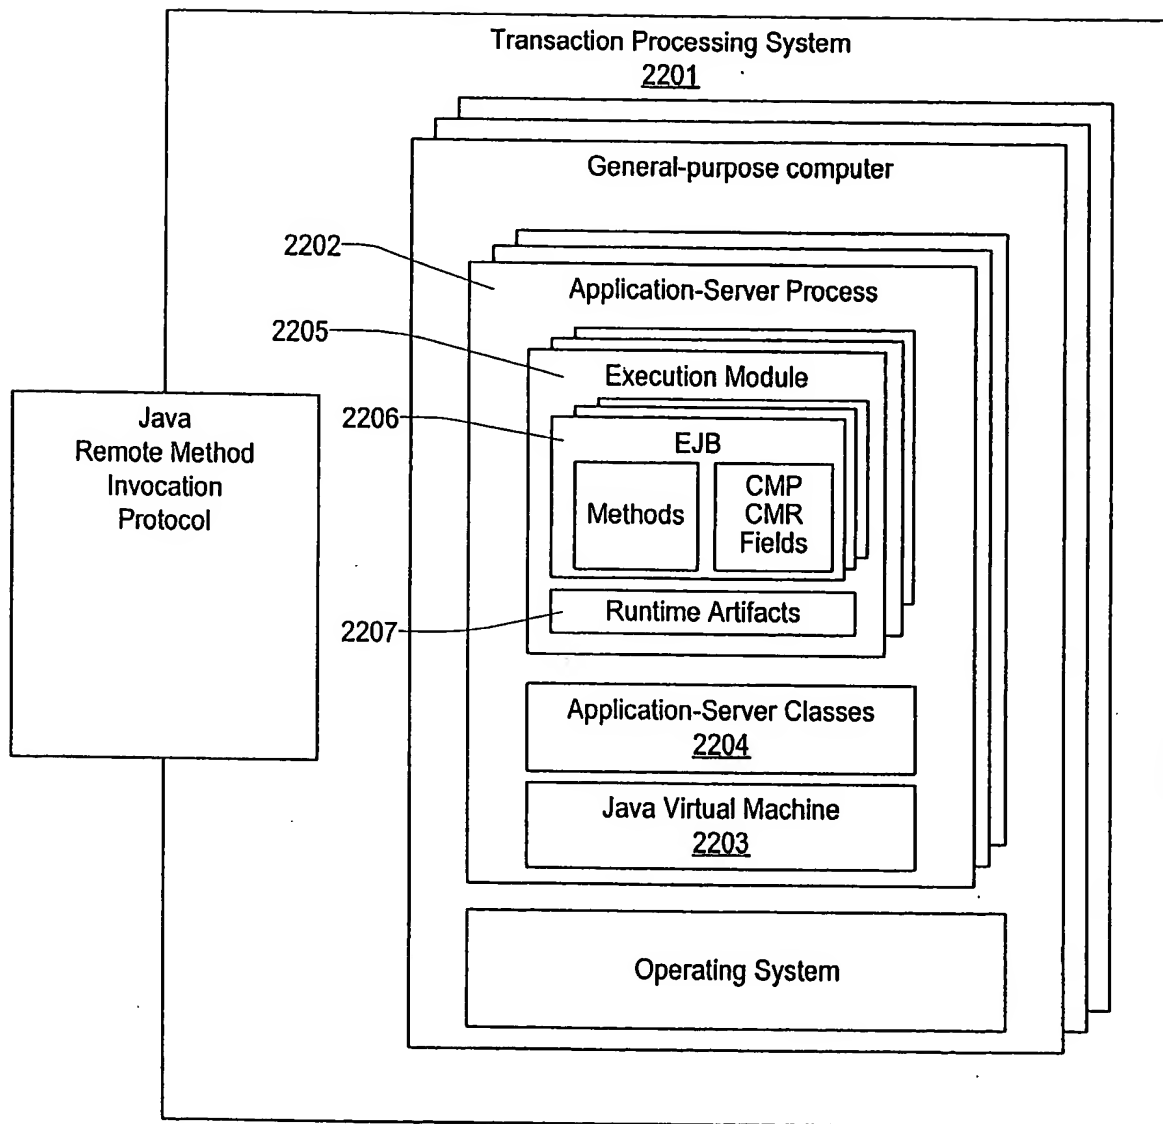 Transaction Processing System
2201
General-purpose computer
2202
Application-Server Process
2205
Execution Module
2206
EJB
Methods
CMP
CMR
Fields
2207
Runtime Artifacts
Java
Remote Method
Invocation
Protocol
Application-Server Classes
2204
Java Virtual Machine
2203
Operating System